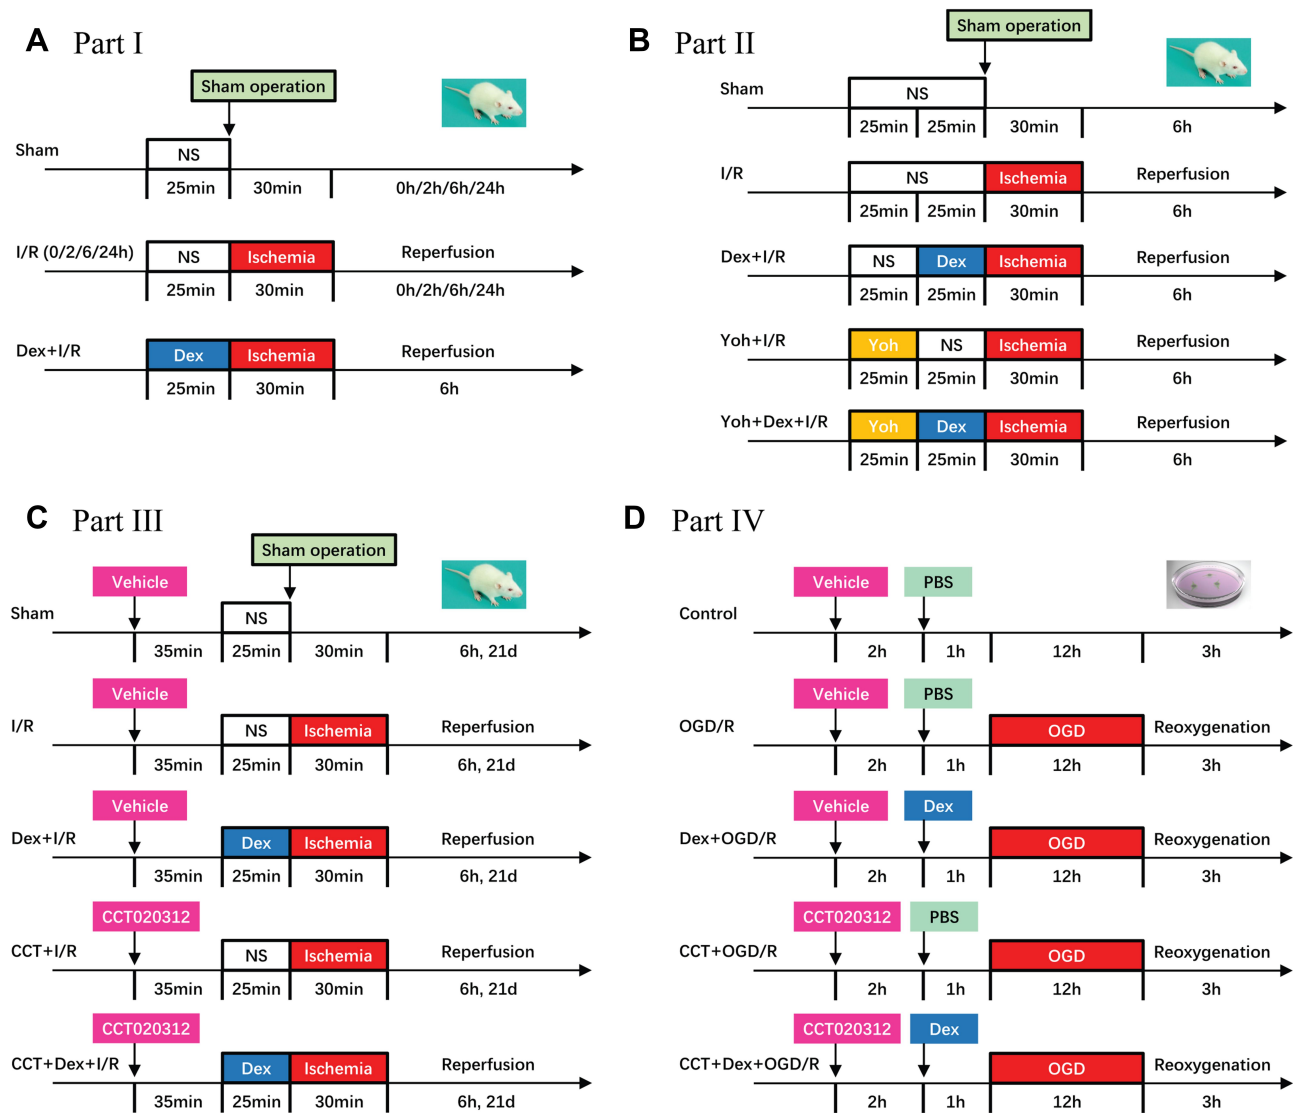 A Part I
Sham operation
Sham
NS
25min 30min 0h/2h/6h/24h
I/R (0/2/6/24h) NS Ischemia Reperfusion
25min 30min 0h/2h/6h/24h
Dex+I/R Dex Ischemia Reperfusion
25min 30min 6h
B Part II
Sham operation
Sham
NS
25min 25min 30min 6h
I/R NS Ischemia Reperfusion
25min 25min 30min 6h
Dex+I/R NS Dex Ischemia Reperfusion
25min 25min 30min 6h
Yoh+I/R Yoh NS Ischemia Reperfusion
25min 25min 30min 6h
Yoh+Dex+I/R Yoh Dex Ischemia Reperfusion
25min 25min 30min 6h
C Part III
Sham operation
Vehicle
Sham NS
35min 25min 30min 6h, 21d
Vehicle
I/R NS Ischemia Reperfusion
35min 25min 30min 6h, 21d
Vehicle
Dex+I/R Dex Ischemia Reperfusion
35min 25min 30min 6h, 21d
CCT020312
CCT+I/R NS Ischemia Reperfusion
35min 25min 30min 6h, 21d
CCT020312
CCT+Dex+I/R Dex Ischemia Reperfusion
35min 25min 30min 6h, 21d
D Part IV
Vehicle PBS
Control
2h 1h 12h 3h
Vehicle PBS
OGD/R OGD Reoxygenation
2h 1h 12h 3h
Vehicle Dex
Dex+OGD/R OGD Reoxygenation
2h 1h 12h 3h
CCT020312 PBS
CCT+OGD/R OGD Reoxygenation
2h 1h 12h 3h
CCT020312 Dex
CCT+Dex+OGD/R OGD Reoxygenation
2h 1h 12h 3h